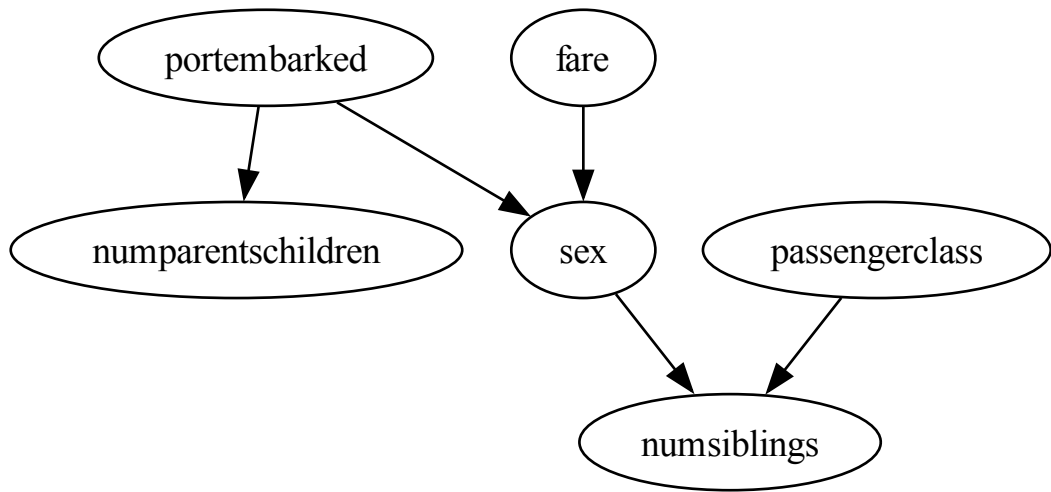 portembarked
fare
numparentschildren
sex
passengerclass
numsiblings